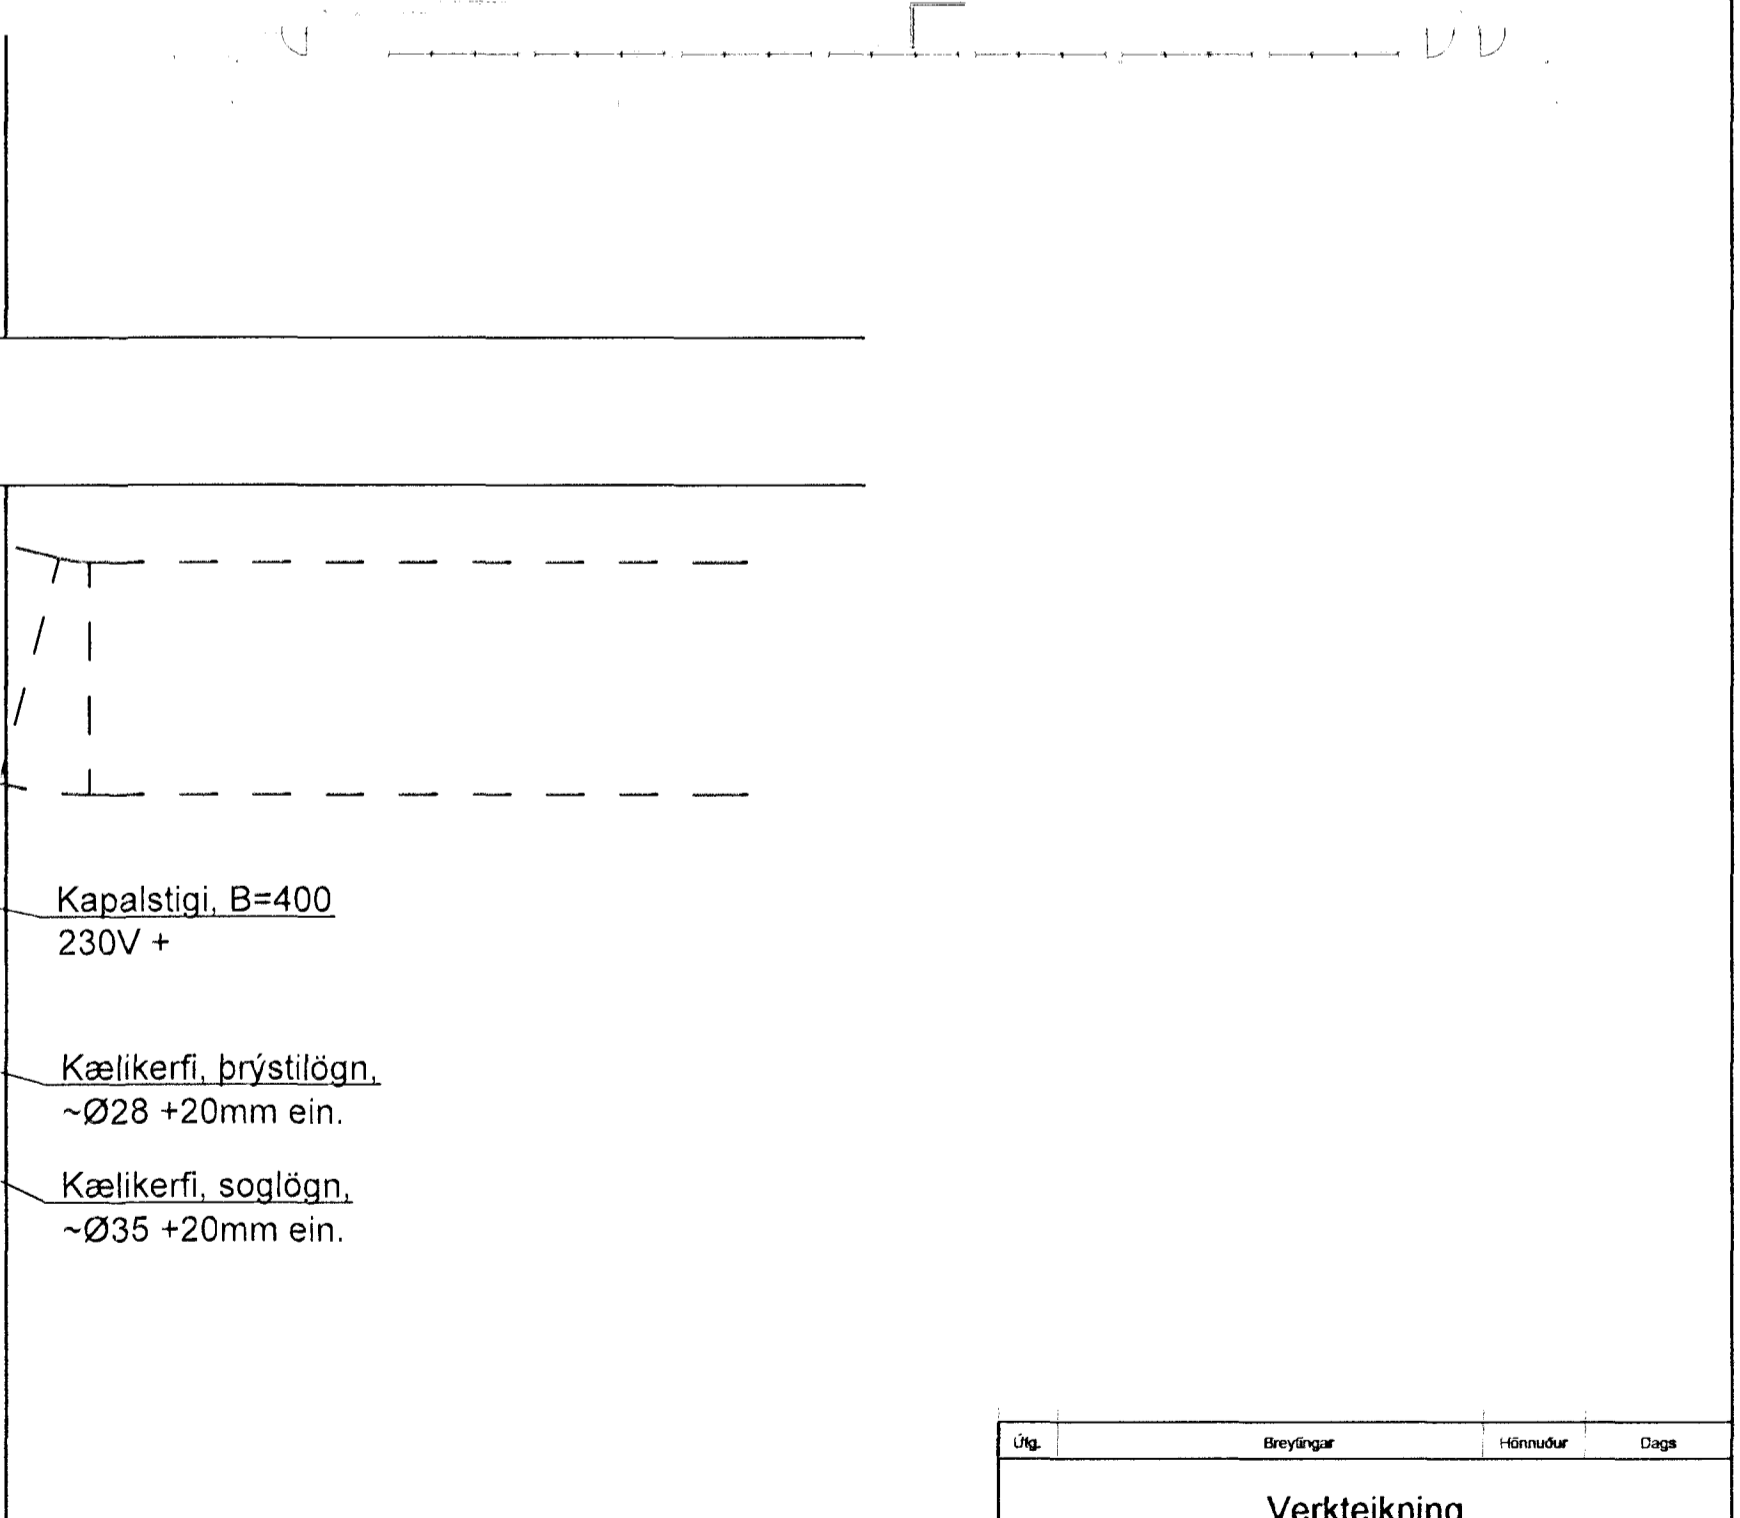 Kapalstigi, B=400
230V +
Kælikerfi, þrýstilögn,
~Ø28 +20mm ein.
Kælikerfi, soglögn,
~Ø35 +20mm ein.
Útg. Breytingar Hönnuður Dags
Verkteikning